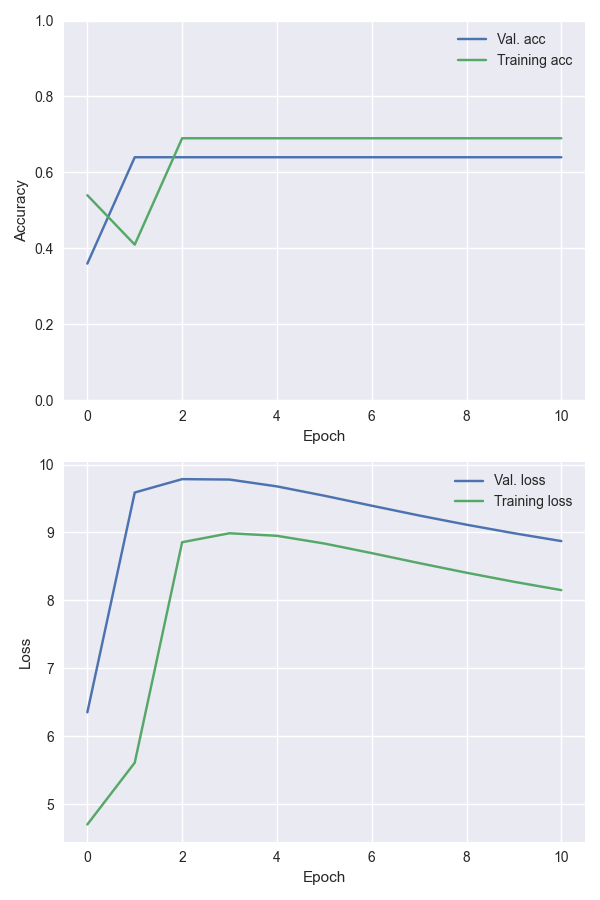 1.0
0.8
0.6
0.4
0.2
0.0
Accuracy
Val. acc
Training acc
0 2 4 6 8 10
Epoch
10
9
8
7
6
5
Loss
Val. loss
Training loss
0 2 4 6 8 10
Epoch